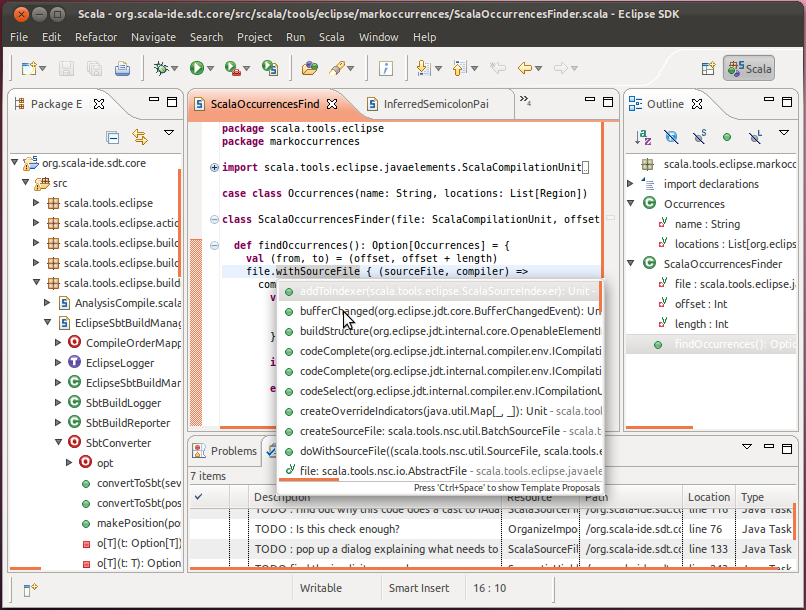 Scala - org.scala-ide.sdt.core/src/scala/tools/eclipse/markoccurrences/ScalaOccurrencesFinder.scala - Eclipse SDK
File Edit Refactor Navigate Search Project Run Scala Window Help
Scala
Package E
ScalaOccurrencesFind
InferredSemicolonPai
4
Outline
org.scala-ide.sdt.core
src
scala.tools.eclipse
scala.tools.eclipse.actio
scala.tools.eclipse.build
scala.tools.eclipse.build
scala.tools.eclipse.build
AnalysisCompile.scala
EclipseSbtBuildManag
CompileOrderMapp
EclipseLogger
EclipseSbtBuildMan
SbtBuildLogger
SbtBuildReporter
SbtConverter
opt
convertToSbt(seve
convertToSbt(pos
makePosition(po
o[T](t: Option[T])
o[T](t: T): Option
package scala.tools.eclipse
package markoccurrences
import scala.tools.eclipse.javaelements.ScalaCompilationUnit
case class Occurrences(name: String, locations: List[Region])
class ScalaOccurrencesFinder(file: ScalaCompilationUnit, offset
def findOccurrences(): Option[Occurrences] = {
val (from, to) = (offset, offset + length)
file.withSourceFile { (sourceFile, compiler) =>
com
v
}
i
e
addToIndexer(scala.tools.eclipse.ScalaSourceIndexer): Unit -
bufferChanged(org.eclipse.jdt.core.BufferChangedEvent): Un
buildStructure(org.eclipse.jdt.internal.core.OpenableElementI
codeComplete(org.eclipse.jdt.internal.compiler.env.ICompilati
codeComplete(org.eclipse.jdt.internal.compiler.env.ICompilati
codeSelect(org.eclipse.jdt.internal.compiler.env.ICompilationU
createOverrideIndicators(java.util.Map[_, _]): Unit - scala.tool
createSourceFile: scala.tools.nsc.util.BatchSourceFile - scala.t
doWithSourceFile((scala.tools.nsc.util.SourceFile, scala.tools.
file: scala.tools.nsc.io.AbstractFile - scala.tools.eclipse.javaele
Press 'Ctrl+Space' to show Template Proposals
scala.tools.eclipse.markoc
import declarations
Occurrences
name : String
locations : List[org.eclips
ScalaOccurrencesFinder
file : scala.tools.eclipse.
offset : Int
length : Int
findOccurrences(): Optio
Problems
7 items
Description Resource Path Location Type
TODO : Find out why this code does a cast to IAda ScalaSourceFil /org.scala-ide.sdt.c line 116 Java Task
TODO : Is this check enough? OrganizeImpo /org.scala-ide.sdt.c line 76 Java Task
TODO : pop up a dialog explaining what needs to ScalaSourceFil /org.scala-ide.sdt.c line 133 Java Task
Writable Smart Insert 16 : 10